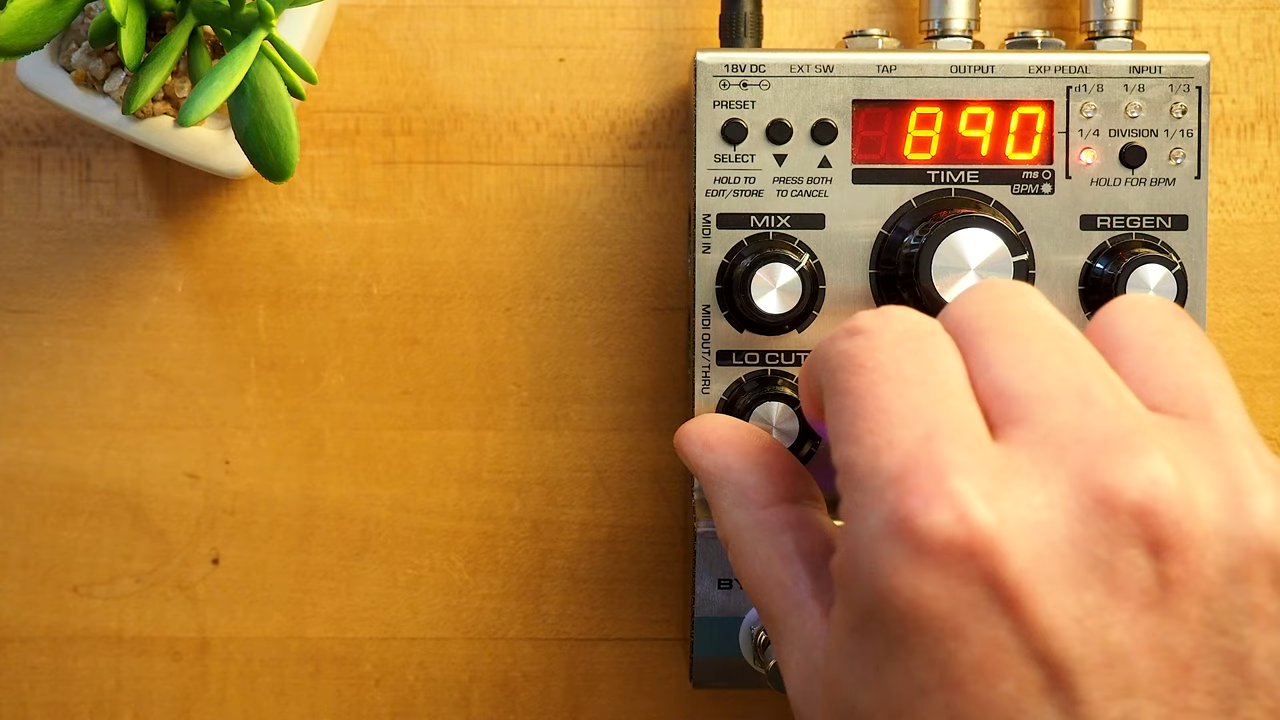 18V DC EXT SW TAP OUTPUT EXP PEDAL INPUT
PRESET
SELECT
HOLD TO
EDIT/STORE
PRESS BOTH
TO CANCEL
890
TIME
ms
BPM
d1/8 1/8 1/3
1/4 DIVISION 1/16
HOLD FOR BPM
MIDI IN
MIX
REGEN
MIDI OUT/THRU
LO CUT